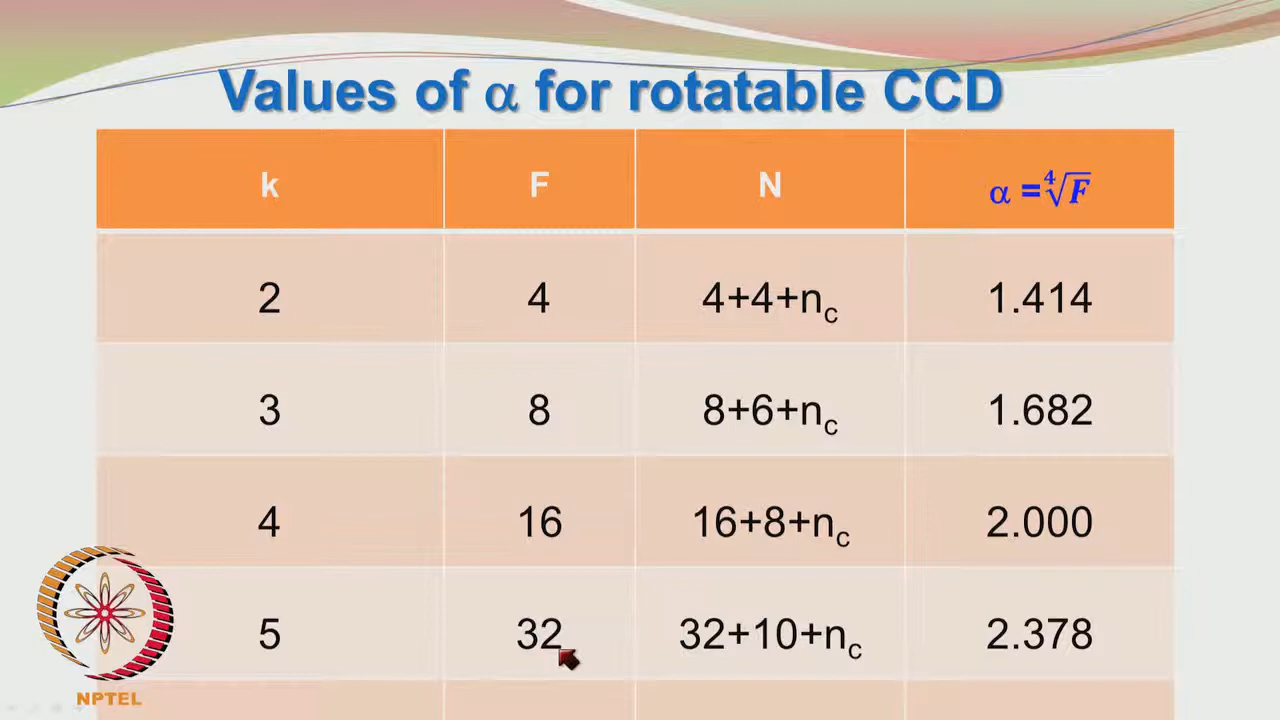 Values of α for rotatable CCD
k F N α = ∜F
2 4 4+4+n_c 1.414
3 8 8+6+n_c 1.682
4 16 16+8+n_c 2.000
5 32 32+10+n_c 2.378
NPTEL